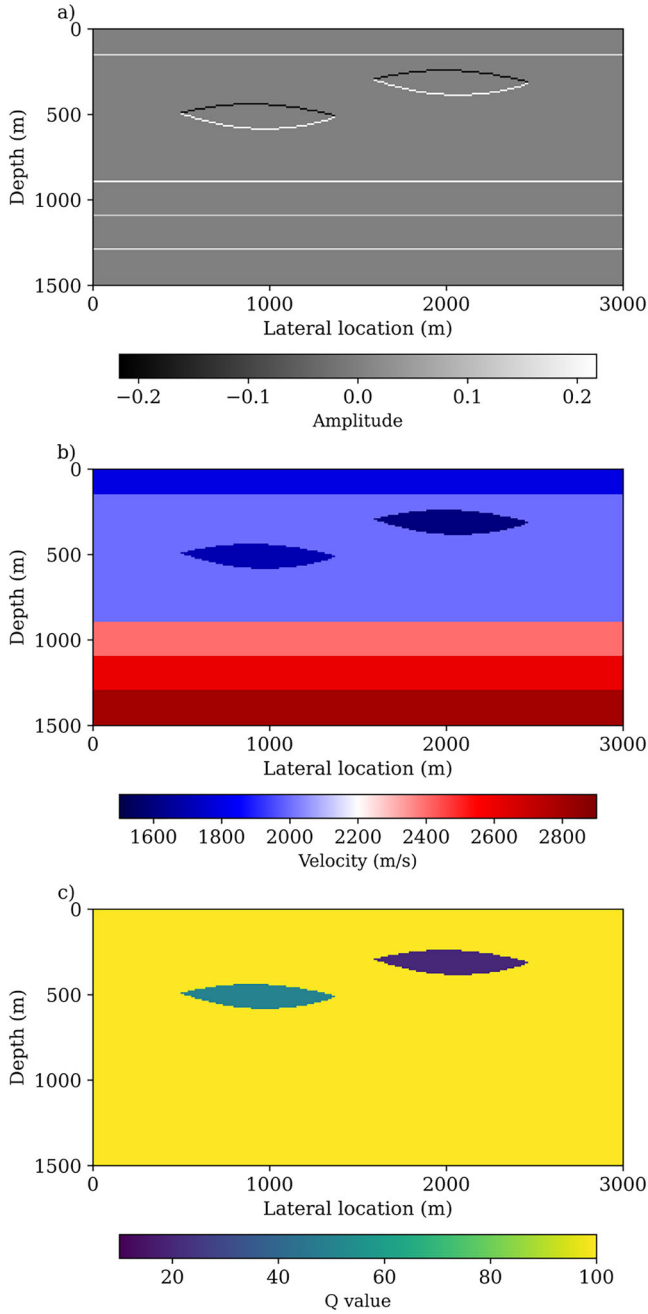 a)
0
500
1000
1500
Depth (m)
0 1000 2000 3000
Lateral location (m)
−0.2 −0.1 0.0 0.1 0.2
Amplitude
b)
0
500
1000
1500
Depth (m)
0 1000 2000 3000
Lateral location (m)
1600 1800 2000 2200 2400 2600 2800
Velocity (m/s)
c)
0
500
1000
1500
Depth (m)
0 1000 2000 3000
Lateral location (m)
20 40 60 80 100
Q value